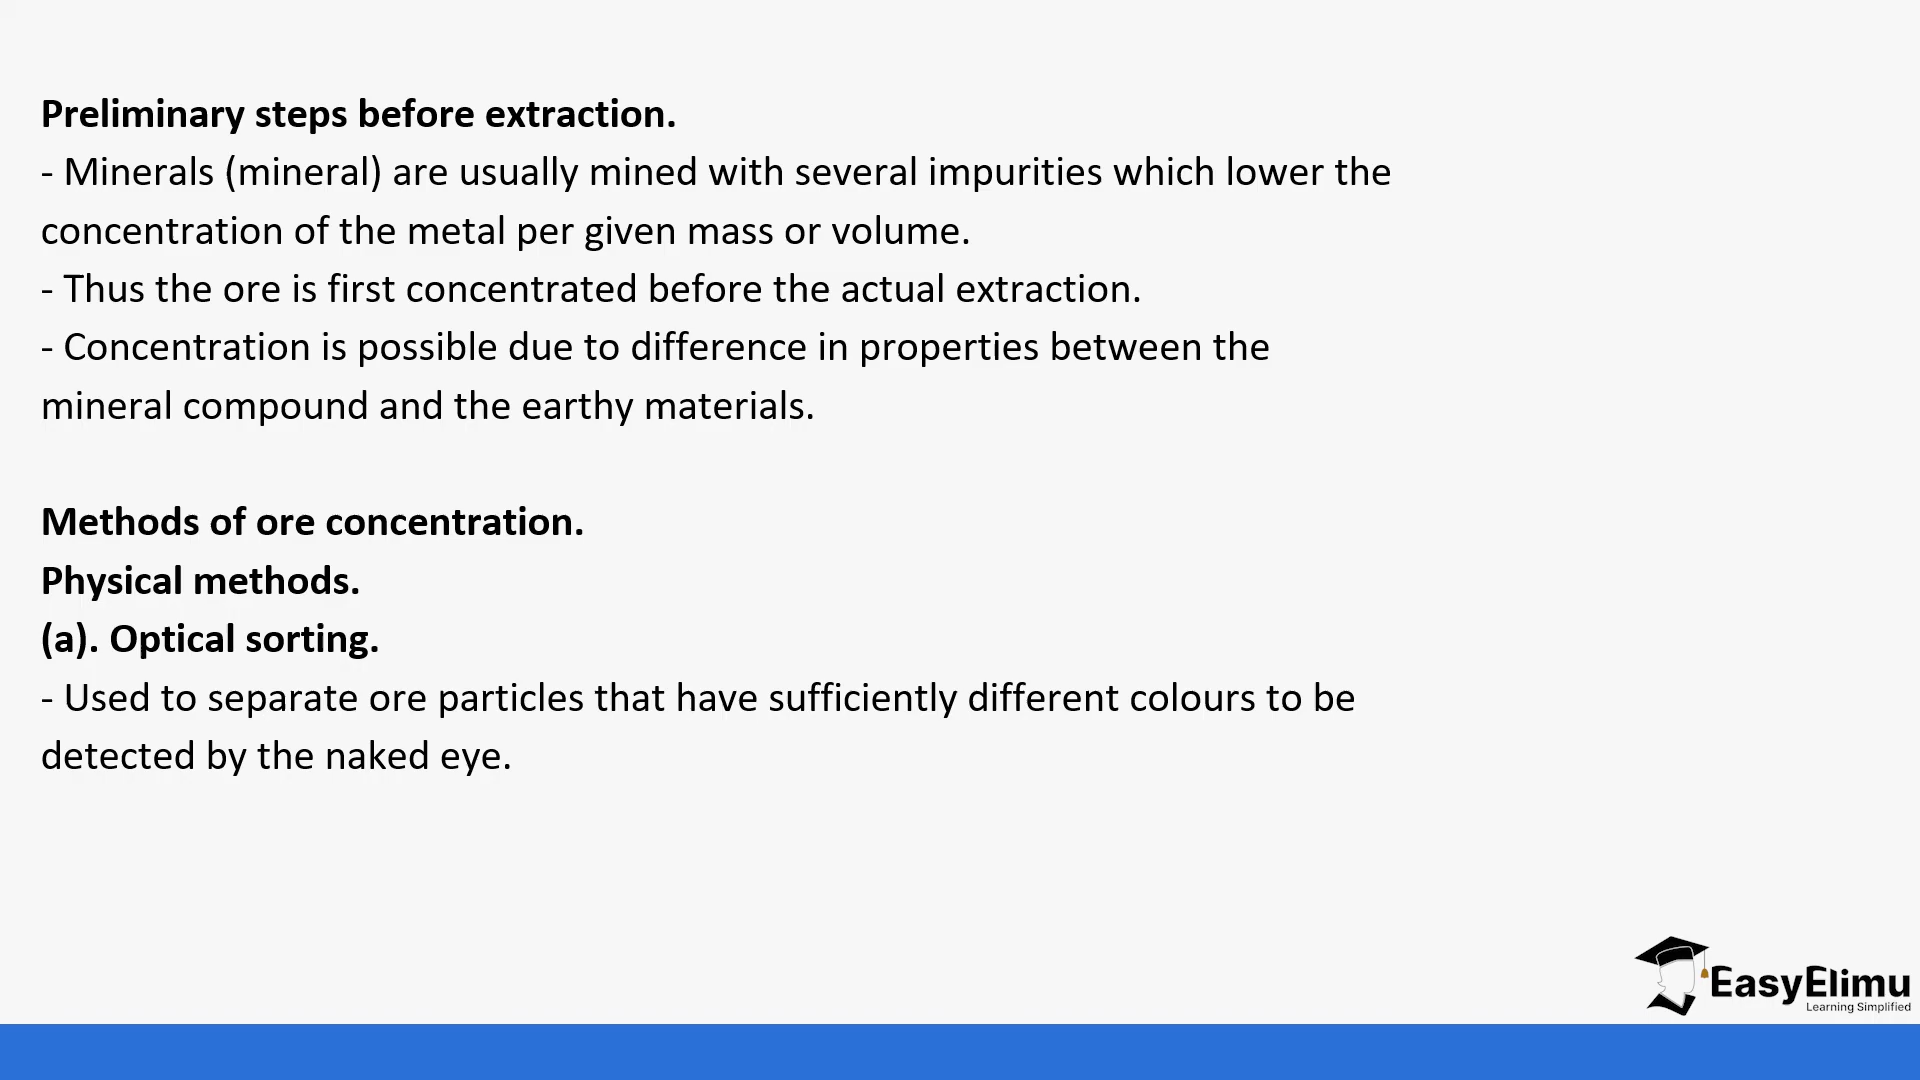 Preliminary steps before extraction.
- Minerals (mineral) are usually mined with several impurities which lower the
concentration of the metal per given mass or volume.
- Thus the ore is first concentrated before the actual extraction.
- Concentration is possible due to difference in properties between the
mineral compound and the earthy materials.
Methods of ore concentration.
Physical methods.
(a). Optical sorting.
- Used to separate ore particles that have sufficiently different colours to be
detected by the naked eye.
EasyElimu
Learning Simplified